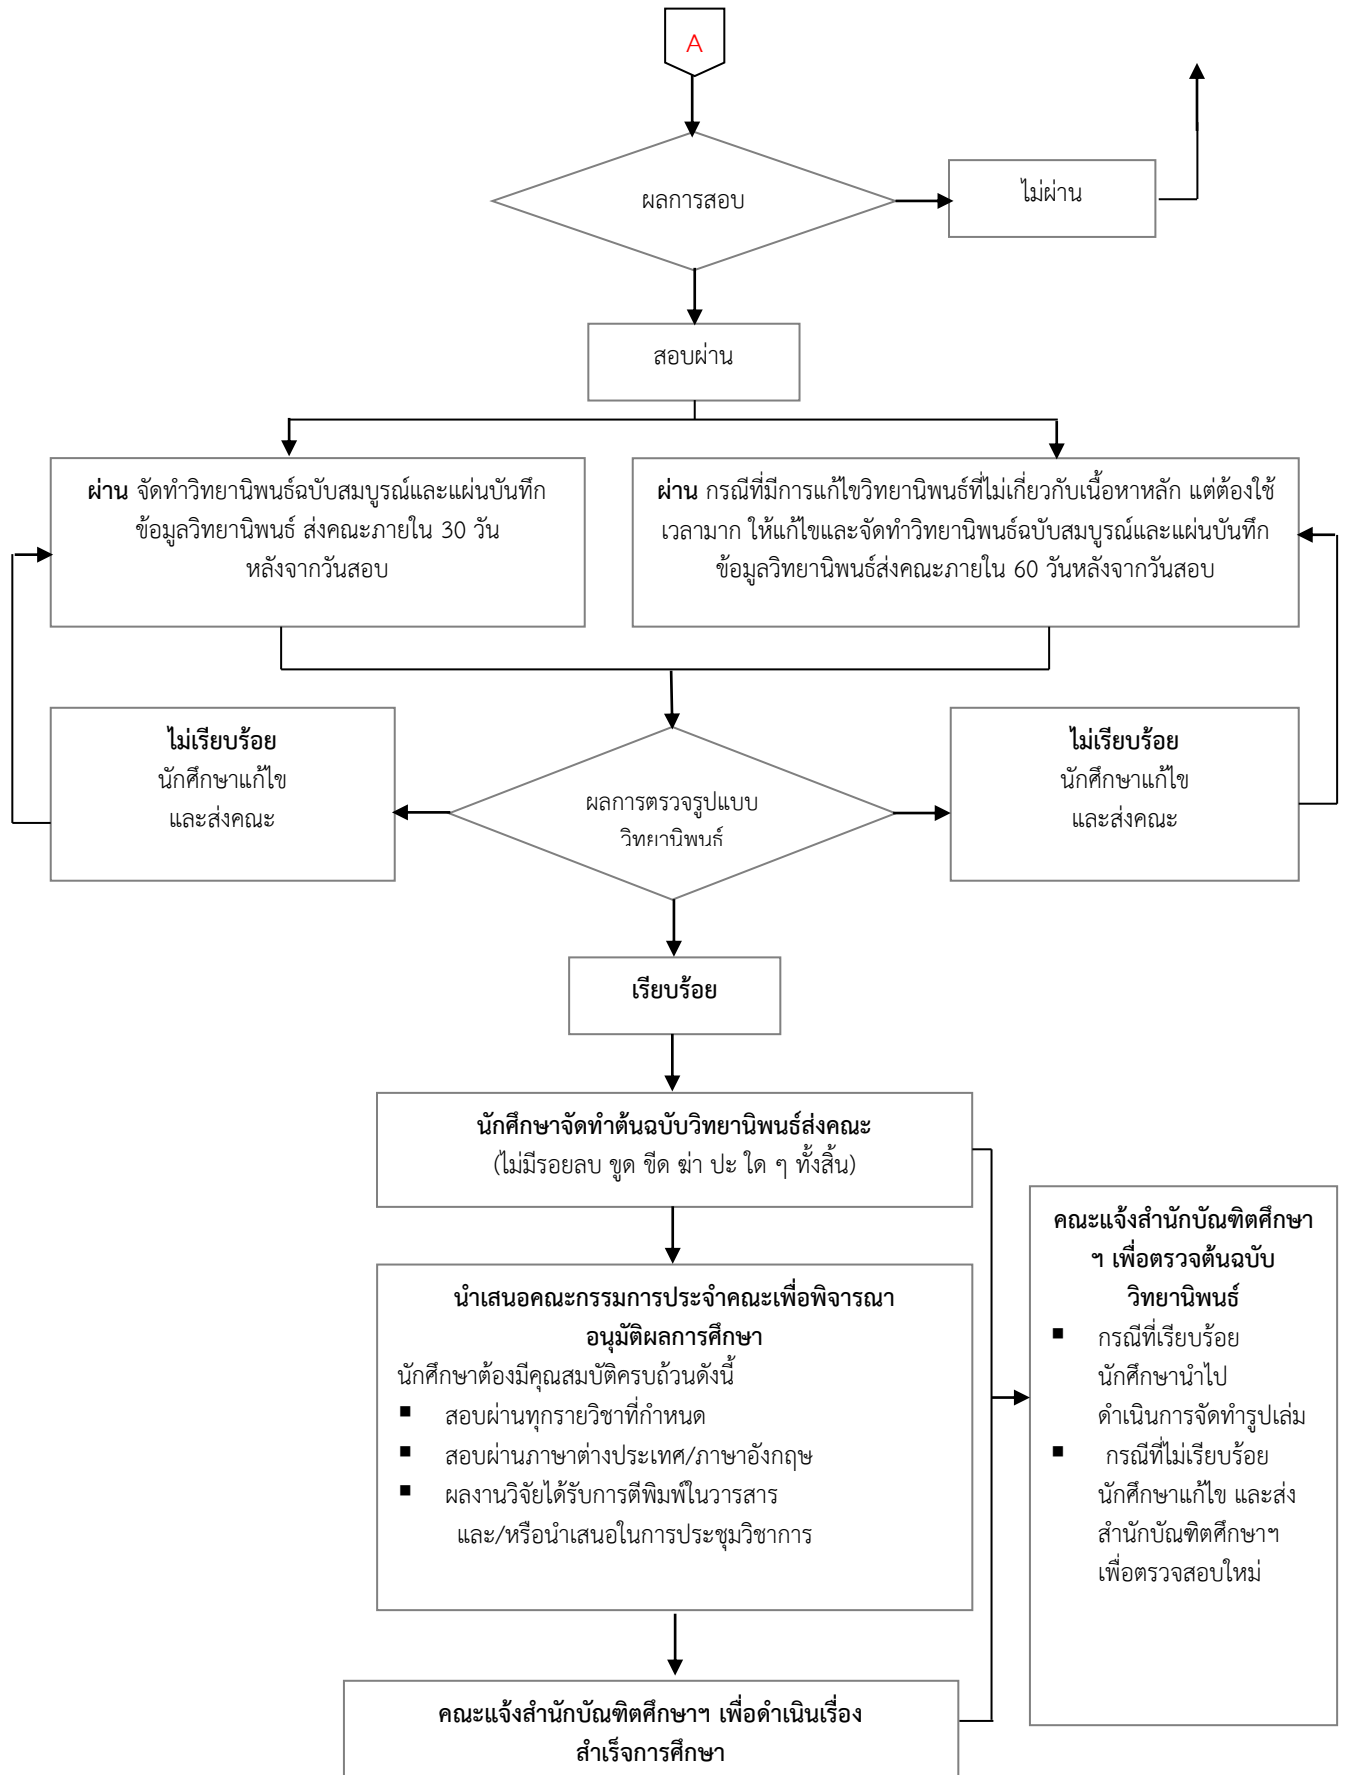 A
ผลการสอบ
ไม่ผ่าน
สอบผ่าน
ผ่าน จัดทำวิทยานิพนธ์ฉบับสมบูรณ์และแผ่นบันทึก
ข้อมูลวิทยานิพนธ์ ส่งคณะภายใน 30 วัน
หลังจากวันสอบ
ผ่าน กรณีที่มีการแก้ไขวิทยานิพนธ์ที่ไม่เกี่ยวกับเนื้อหาหลัก แต่ต้องใช้
เวลามาก ให้แก้ไขและจัดทำวิทยานิพนธ์ฉบับสมบูรณ์และแผ่นบันทึก
ข้อมูลวิทยานิพนธ์ส่งคณะภายใน 60 วันหลังจากวันสอบ
ไม่เรียบร้อย
นักศึกษาแก้ไข
และส่งคณะ
ผลการตรวจรูปแบบ
วิทยานิพนธ์
ไม่เรียบร้อย
นักศึกษาแก้ไข
และส่งคณะ
เรียบร้อย
นักศึกษาจัดทำต้นฉบับวิทยานิพนธ์ส่งคณะ
(ไม่มีรอยลบ ขูด ขีด ฆ่า ปะ ใด ๆ ทั้งสิ้น)
นำเสนอคณะกรรมการประจำคณะเพื่อพิจารณา
อนุมัติผลการศึกษา
นักศึกษาต้องมีคุณสมบัติครบถ้วนดังนี้
▪ สอบผ่านทุกรายวิชาที่กำหนด
▪ สอบผ่านภาษาต่างประเทศ/ภาษาอังกฤษ
▪ ผลงานวิจัยได้รับการตีพิมพ์ในวารสาร
และ/หรือนำเสนอในการประชุมวิชาการ
คณะแจ้งสำนักบัณฑิตศึกษา
ฯ เพื่อตรวจต้นฉบับ
วิทยานิพนธ์
▪ กรณีที่เรียบร้อย
นักศึกษานำไป
ดำเนินการจัดทำรูปเล่ม
▪ กรณีที่ไม่เรียบร้อย
นักศึกษาแก้ไข และส่ง
สำนักบัณฑิตศึกษาฯ
เพื่อตรวจสอบใหม่
คณะแจ้งสำนักบัณฑิตศึกษาฯ เพื่อดำเนินเรื่อง
สำเร็จการศึกษา